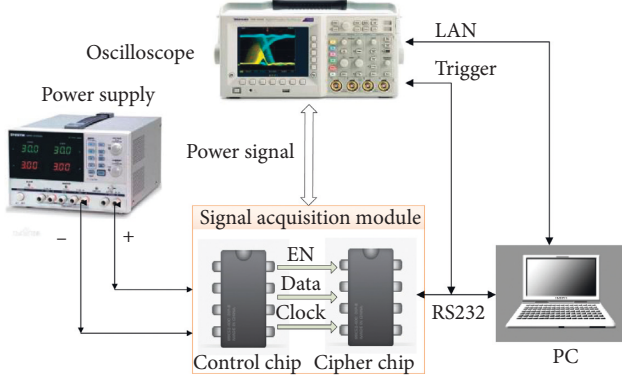 LAN
Oscilloscope
Trigger
Power supply
30.0 30.0
3.00 3.00
Power signal
Signal acquisition module
− +
EN
Data
Clock
RS232
Control chip
Cipher chip
PC